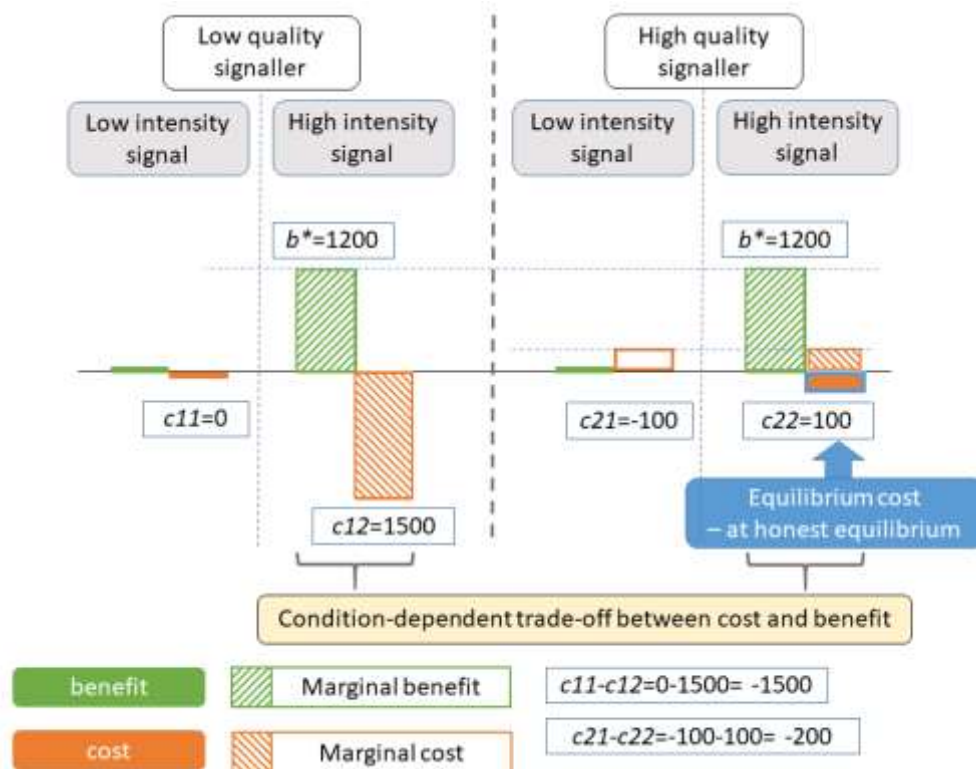 Low quality
signaller
High quality
signaller
Low intensity
signal
High intensity
signal
Low intensity
signal
High intensity
signal
b*=1200
b*=1200
c11=0
c21=-100
c22=100
c12=1500
Equilibrium cost
– at honest equilibrium
Condition-dependent trade-off between cost and benefit
benefit
Marginal benefit
c11-c12=0-1500= -1500
cost
Marginal cost
c21-c22=-100-100= -200